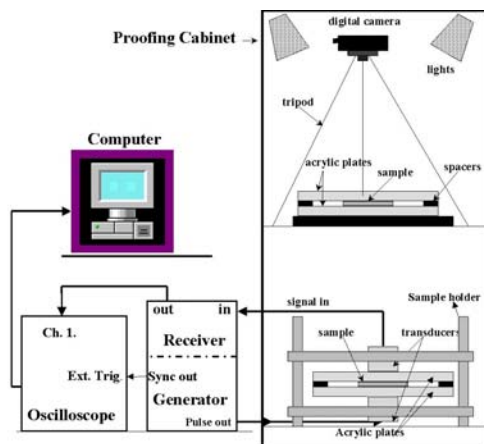 digital camera
Proofing Cabinet
lights
tripod
Computer
acrylic plates
sample
spacers
out
in
signal in
Sample holder
Ch. 1.
Receiver
sample
transducers
Ext. Trig.
Sync out
Oscilloscope
Generator
Pulse out
Acrylic plates